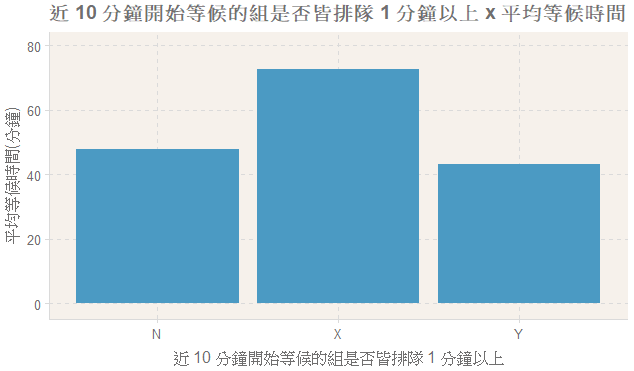 近 10 分鐘開始等候的組是否皆排隊 1 分鐘以上 x 平均等候時間
平均等候時間(分鐘)
80
60
40
20
0
N
X
Y
近 10 分鐘開始等候的組是否皆排隊 1 分鐘以上